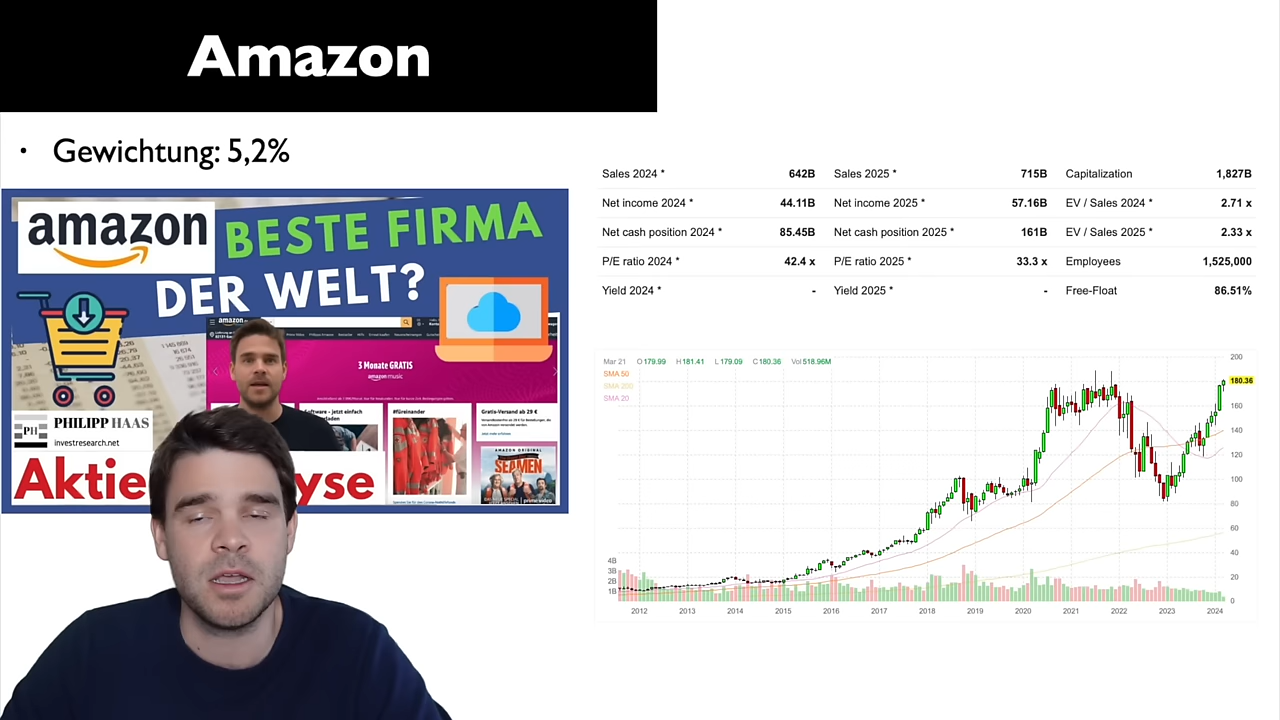 Amazon
• Gewichtung: 5,2%
amazon
BESTE FIRMA
DER WELT?
amazon
3 Monate GRATIS
amazon music
#füreinander
Gratis-Versand ab 29 €
AMAZON ORIGINAL
SEAMEN
PH
PHILIPP HAAS
investresearch.net
Aktie yse
Sales 2024 * 642B Sales 2025 * 715B Capitalization 1,827B
Net income 2024 * 44.11B Net income 2025 * 57.16B EV / Sales 2024 * 2.71 x
Net cash position 2024 * 85.45B Net cash position 2025 * 161B EV / Sales 2025 * 2.33 x
P/E ratio 2024 * 42.4 x P/E ratio 2025 * 33.3 x Employees 1,525,000
Yield 2024 * - Yield 2025 * - Free-Float 86.51%
Mar 21 O 179.99 H 181.41 L 179.09 C 180.36 Vol 518.96M
SMA 50
SMA 200
SMA 20
200
180.36
160
140
120
100
80
60
40
20
0
4B
3B
2B
1B
2012 2013 2014 2015 2016 2017 2018 2019 2020 2021 2022 2023 2024